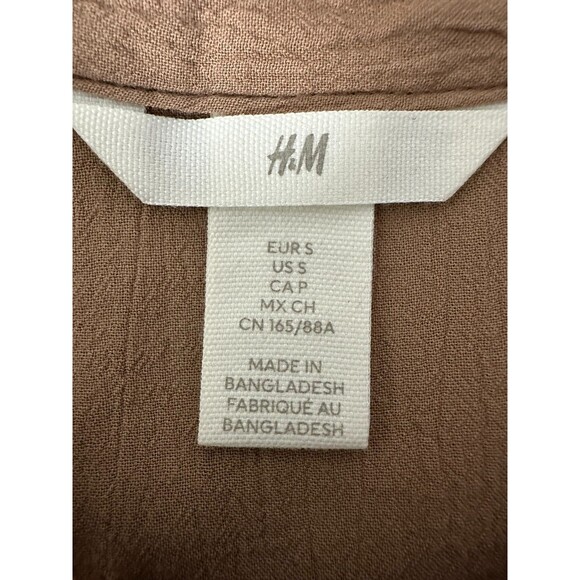 H&M
EUR S
US S
CA P
MX CH
CN 165/88A
MADE IN
BANGLADESH
FABRIQUÉ AU
BANGLADESH